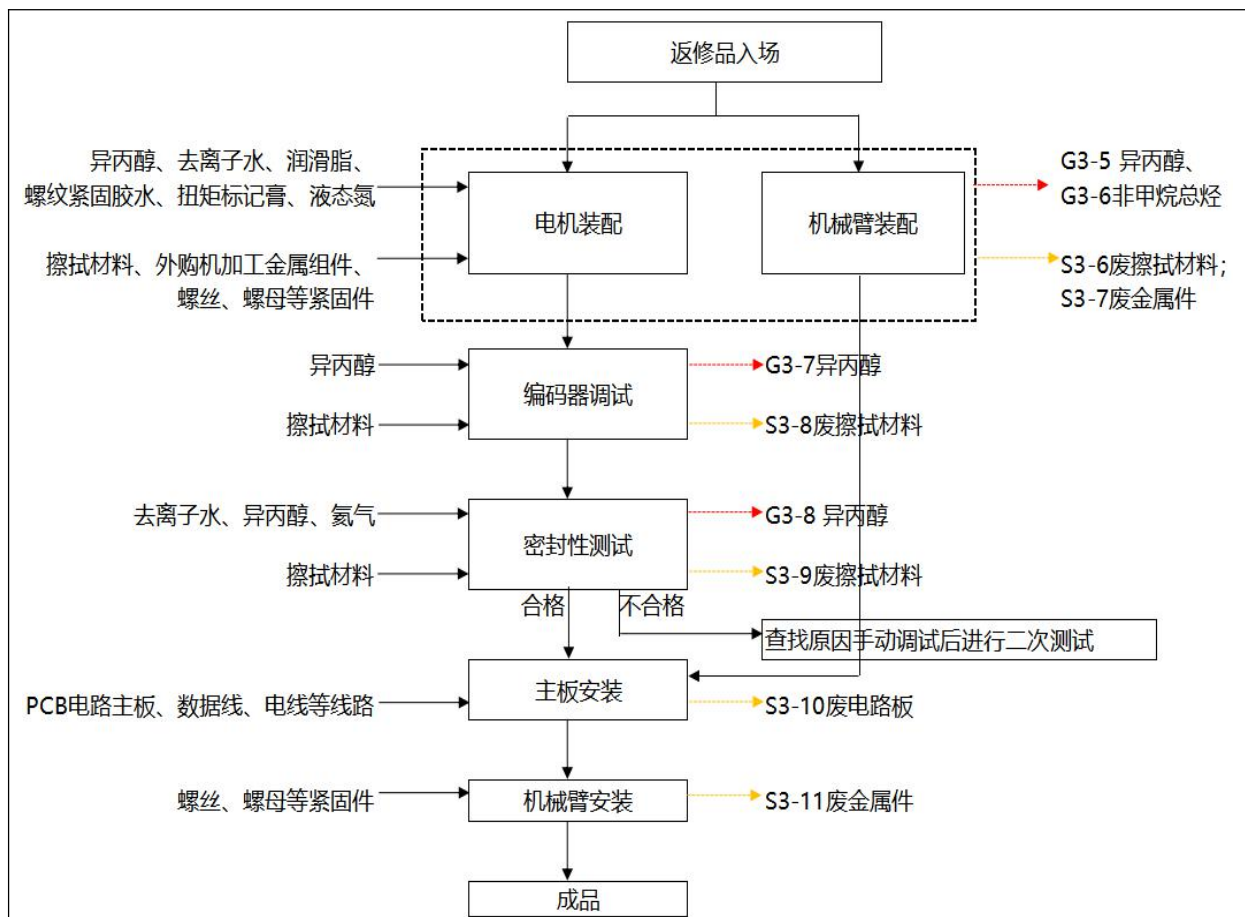 返修品入场
异丙醇、去离子水、润滑脂、
螺纹紧固胶水、扭矩标记膏、液态氮
擦拭材料、外购机加工金属组件、
螺丝、螺母等紧固件
电机装配
机械臂装配
G3-5 异丙醇、
G3-6非甲烷总烃
S3-6废擦拭材料；
S3-7废金属件
异丙醇
擦拭材料
编码器调试
G3-7异丙醇
S3-8废擦拭材料
去离子水、异丙醇、氦气
擦拭材料
密封性测试
G3-8 异丙醇
S3-9废擦拭材料
合格
不合格
查找原因手动调试后进行二次测试
PCB电路主板、数据线、电线等线路
主板安装
S3-10废电路板
螺丝、螺母等紧固件
机械臂安装
S3-11废金属件
成品